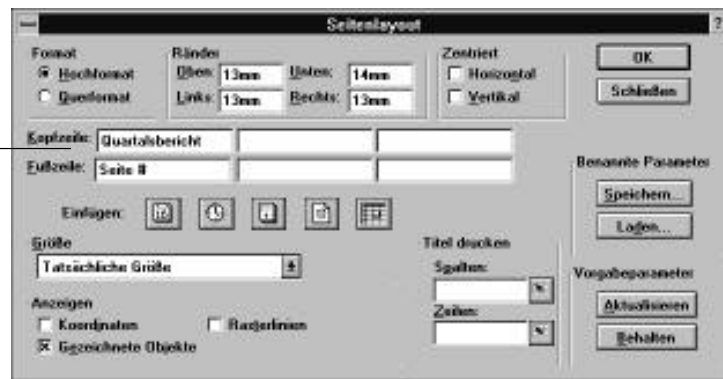 Seitenlayout ?
Format
Hochformat
Querformat
Ränder
Oben: 13mm Unten: 14mm
Links: 13mm Rechts: 13mm
Zentriert
Horizontal
Vertikal
OK
Schließen
Kopfzeile: Quartalsbericht
Fußzeile: Seite #
Einfügen:
Benannte Parameter
Speichern...
Laden...
Größe
Tatsächliche Größe
Titel drucken
Spalten:
Zeilen:
Vorgabeparameter
Aktualisieren
Behalten
Anzeigen
Koordinaten Rasterlinien
Gezeichnete Objekte